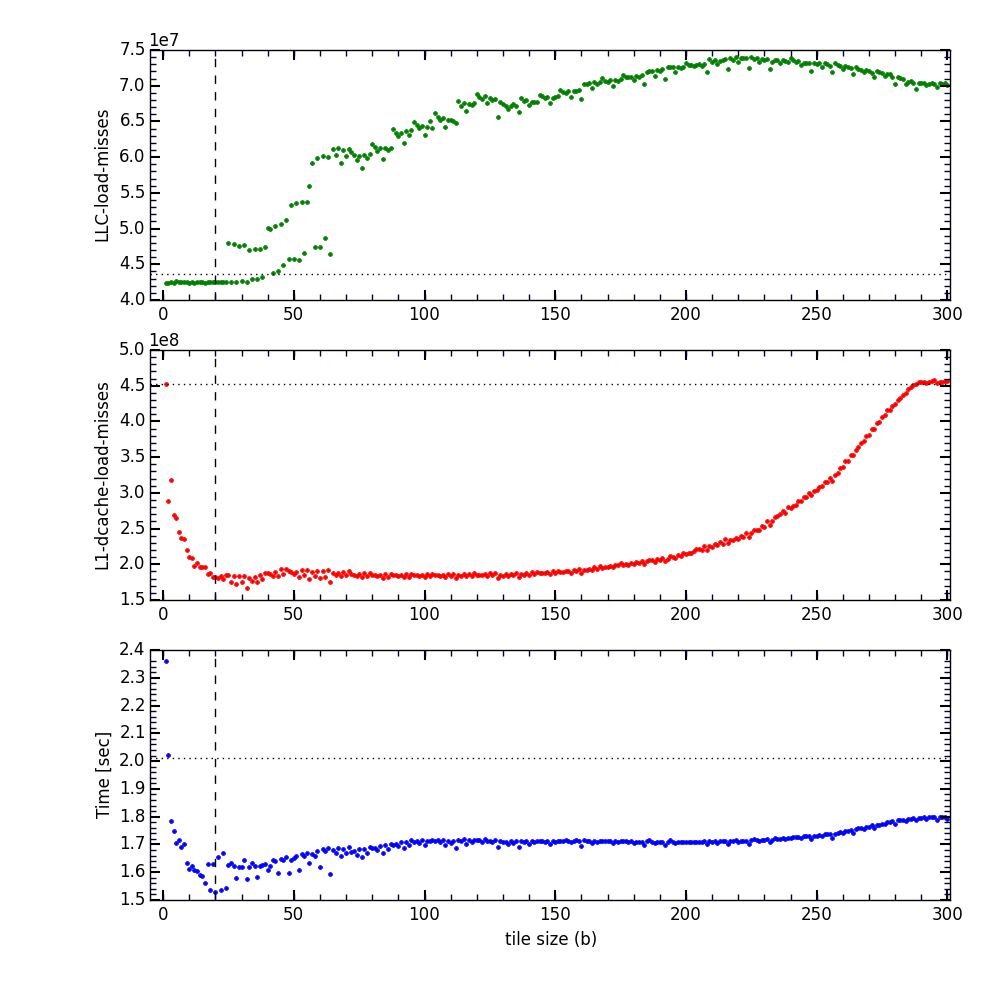 1e7
7.5
7.0
6.5
6.0
5.5
5.0
4.5
4.0
LLC-load-misses
0 50 100 150 200 250 300
1e8
5.0
4.5
4.0
3.5
3.0
2.5
2.0
1.5
L1-dcache-load-misses
0 50 100 150 200 250 300
2.4
2.3
2.2
2.1
2.0
1.9
1.8
1.7
1.6
1.5
Time [sec]
0 50 100 150 200 250 300
tile size (b)